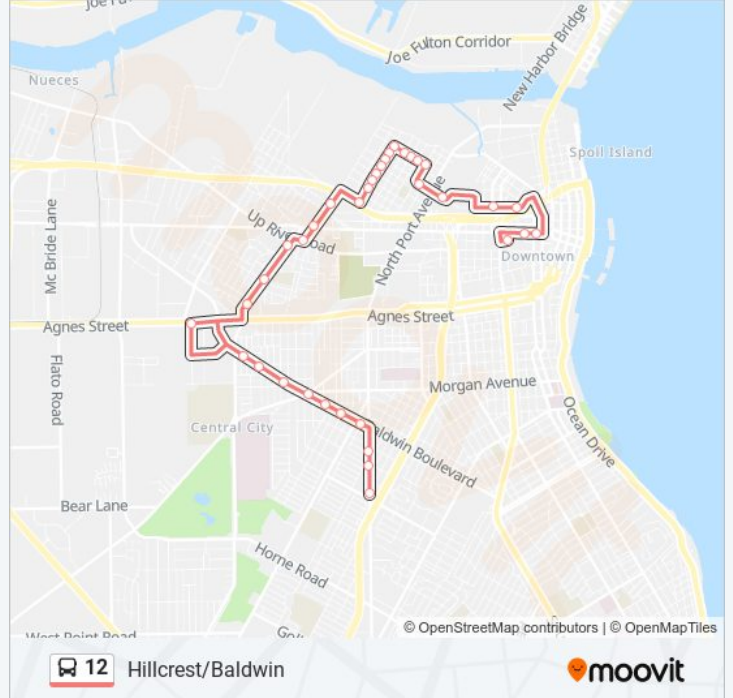 Joe Fulton Corridor
New Harbor Bridge
Nueces
Spoil Island
Mc Bride Lane
Up River Road
North Port Avenue
Downtown
Agnes Street
Agnes Street
Flato Road
Morgan Avenue
Ocean Drive
Central City
Baldwin Boulevard
Bear Lane
Horne Road
West Point Road
© OpenStreetMap contributors | © OpenMapTiles
12 Hillcrest/Baldwin
moovit